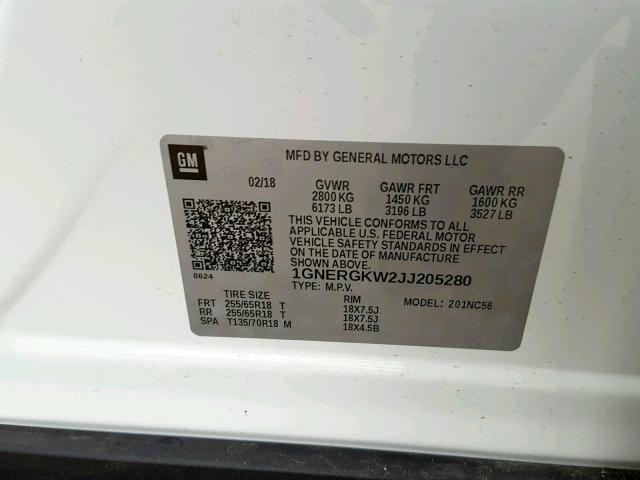 GM
MFD BY GENERAL MOTORS LLC
02/18 GVWR GAWR FRT GAWR RR
2800 KG 1450 KG 1600 KG
6173 LB 3196 LB 3527 LB
THIS VEHICLE CONFORMS TO ALL
APPLICABLE U.S. FEDERAL MOTOR
VEHICLE SAFETY STANDARDS IN EFFECT
ON THE DATE OF MANUFACTURE
SHOWN ABOVE.
1GNERGKW2JJ205280
8624
TYPE: M.P.V.
TIRE SIZE RIM MODEL: 201NC56
FRT 255/65R18 T 18X7.5J
RR 255/65R18 T 18X7.5J
SPA T135/70R18 M 18X4.5B